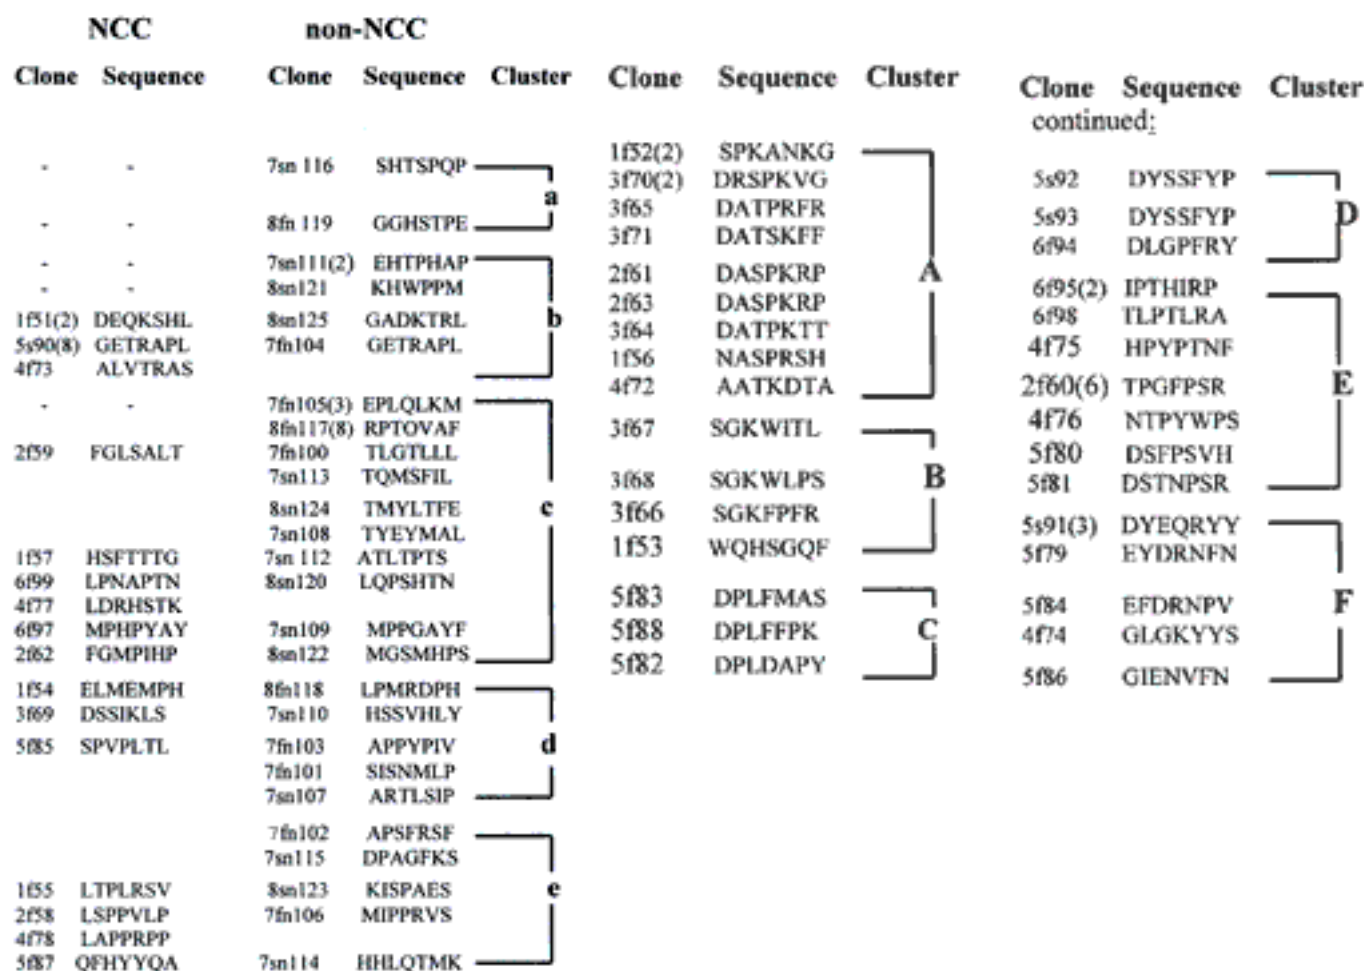 NCC non-NCC
Clone Sequence Clone Sequence Cluster
- - 7sn 116 SHTSPQP
a
- - 8fn 119 GGHSTPE
- - 7sn111(2) EHTPHAP
- - 8sn121 KHWPPM
1f51(2) DEQKSHL 8sn125 GADKTRL b
5s90(8) GETRAPL 7fn104 GETRAPL
4f73 ALVTRAS
- - 7fn105(3) EPLQLKM
8fn117(8) RPTOVAF
2f59 FGLSALT 7fn100 TLGTLLL
7sn113 TQMSFIL
8sn124 TMYLTFE c
7sn108 TYEYMAL
1f57 HSFTTTG 7sn 112 ATLTPTS
6f99 LPNAPTN 8sn120 LQPSHTN
4f77 LDRHSTK
6f97 MPHPYAY 7sn109 MPPGAYF
2f62 FGMPIHP 8sn122 MGSMHPS
1f54 ELMEMPH 8fn118 LPMRDPH
3f69 DSSIKLS 7sn110 HSSVHLY
5f85 SPVPLTL 7fn103 APPYPIV d
7fn101 SISNMLP
7sn107 ARTLSIP
7fn102 APSFRSF
7sn115 DPAGFKS
1f55 LTPLRSV 8sn123 KISPAES e
2f58 LSPPVLP 7fn106 MIPPRVS
4f78 LAPPRPP
5f87 QFHYYQA 7sn114 HHLQTMK
Clone Sequence Cluster
1f52(2) SPKANKG
3f70(2) DRSPKVG
3f65 DATPRFR
3f71 DATSKFF
2f61 DASPKRP A
2f63 DASPKRP
3f64 DATPKTT
1f56 NASPRSH
4f72 AATKDTA
3f67 SGKWITL
3f68 SGKWLPS B
3f66 SGKFPFR
1f53 WQHSGQF
5f83 DPLFMAS
5f88 DPLFFPK C
5f82 DPLDAPY
Clone Sequence Cluster
continued:
5s92 DYSSFYP
5s93 DYSSFYP D
6f94 DLGPFRY
6f95(2) IPTHIRP
6f98 TLPTLRA
4f75 HPYPTNF
2f60(6) TPGFPSR E
4f76 NTPYWPS
5f80 DSFPSVH
5f81 DSTNPSR
5s91(3) DYEQRYY
5f79 EYDRNFN
5f84 EFDRNPV F
4f74 GLGKYYS
5f86 GIENVFN